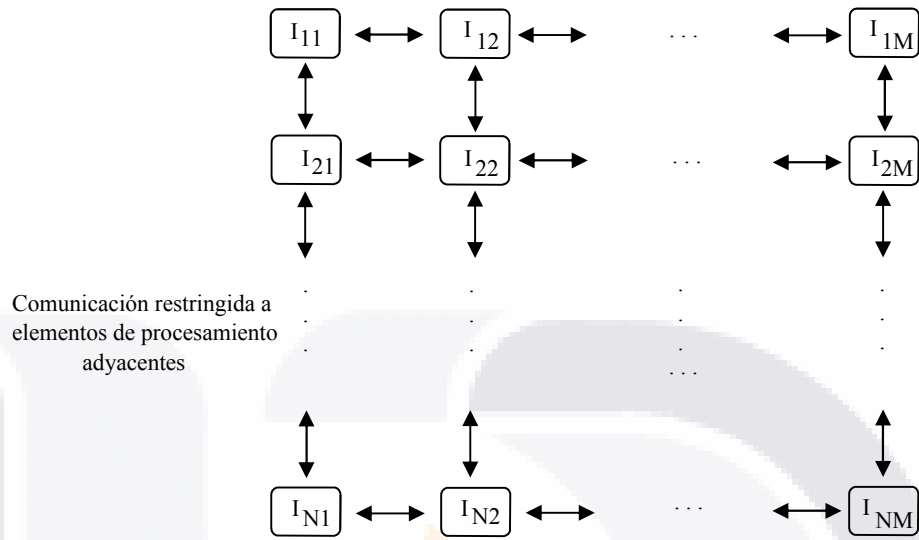 I11 I12 . . . I1M
I21 I22 . . . I2M
Comunicación restringida a
elementos de procesamiento
adyacentes
. . .
IN1 IN2 . . . INM